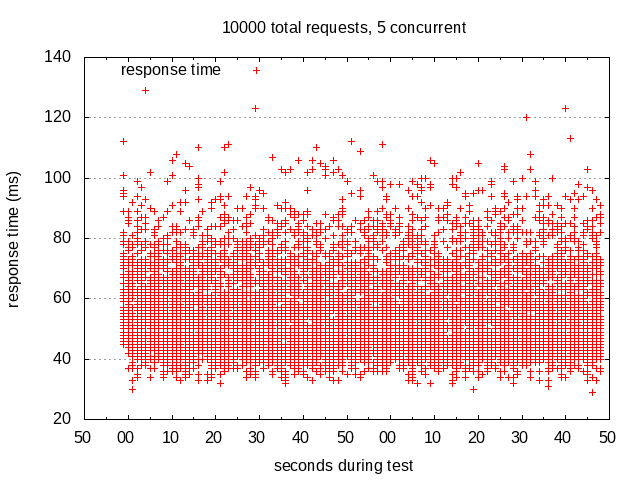 10000 total requests, 5 concurrent
140
response time
120
100
80
60
40
20
response time (ms)
50 00 10 20 30 40 50 00 10 20 30 40 50
seconds during test